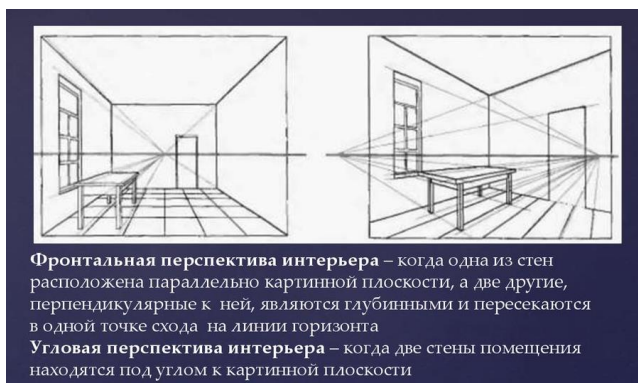 Фронтальная перспектива интерьера – когда одна из стен
расположена параллельно картинной плоскости, а две другие,
перпендикулярные к ней, являются глубинными и пересекаются
в одной точке схода на линии горизонта
Угловая перспектива интерьера – когда две стены помещения
находятся под углом к картинной плоскости